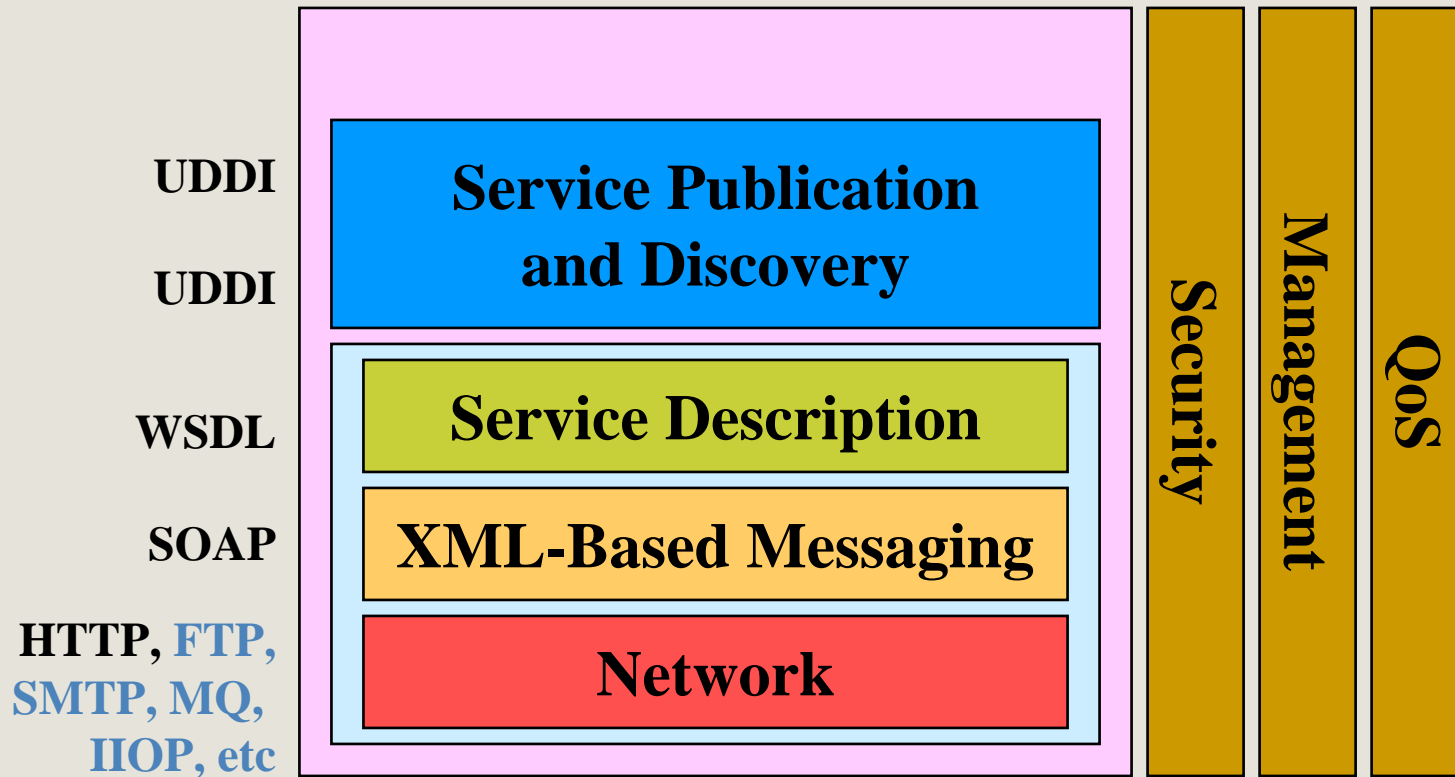 UDDI
UDDI
WSDL
SOAP
HTTP, FTP,
SMTP, MQ,
IIOP, etc
Service Publication
and Discovery
Service Description
XML-Based Messaging
Network
Security
Management
QoS